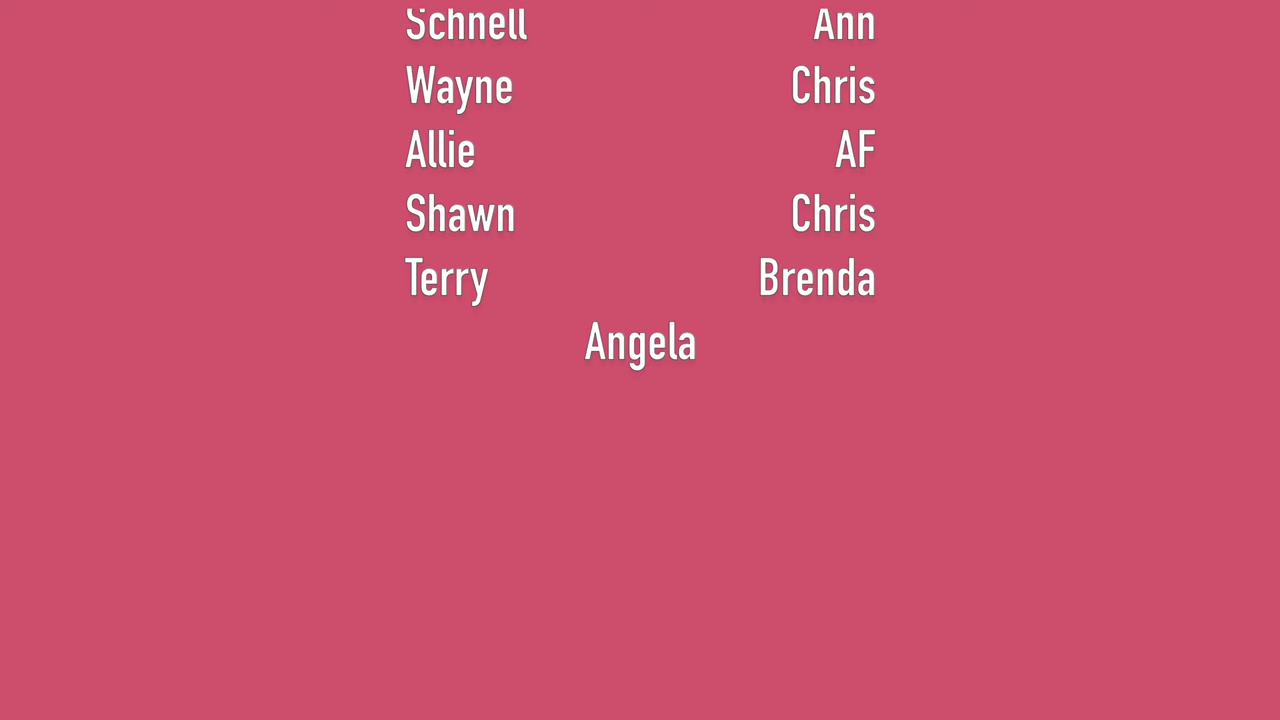 Schnell Ann
Wayne Chris
Allie AF
Shawn Chris
Terry Brenda
Angela